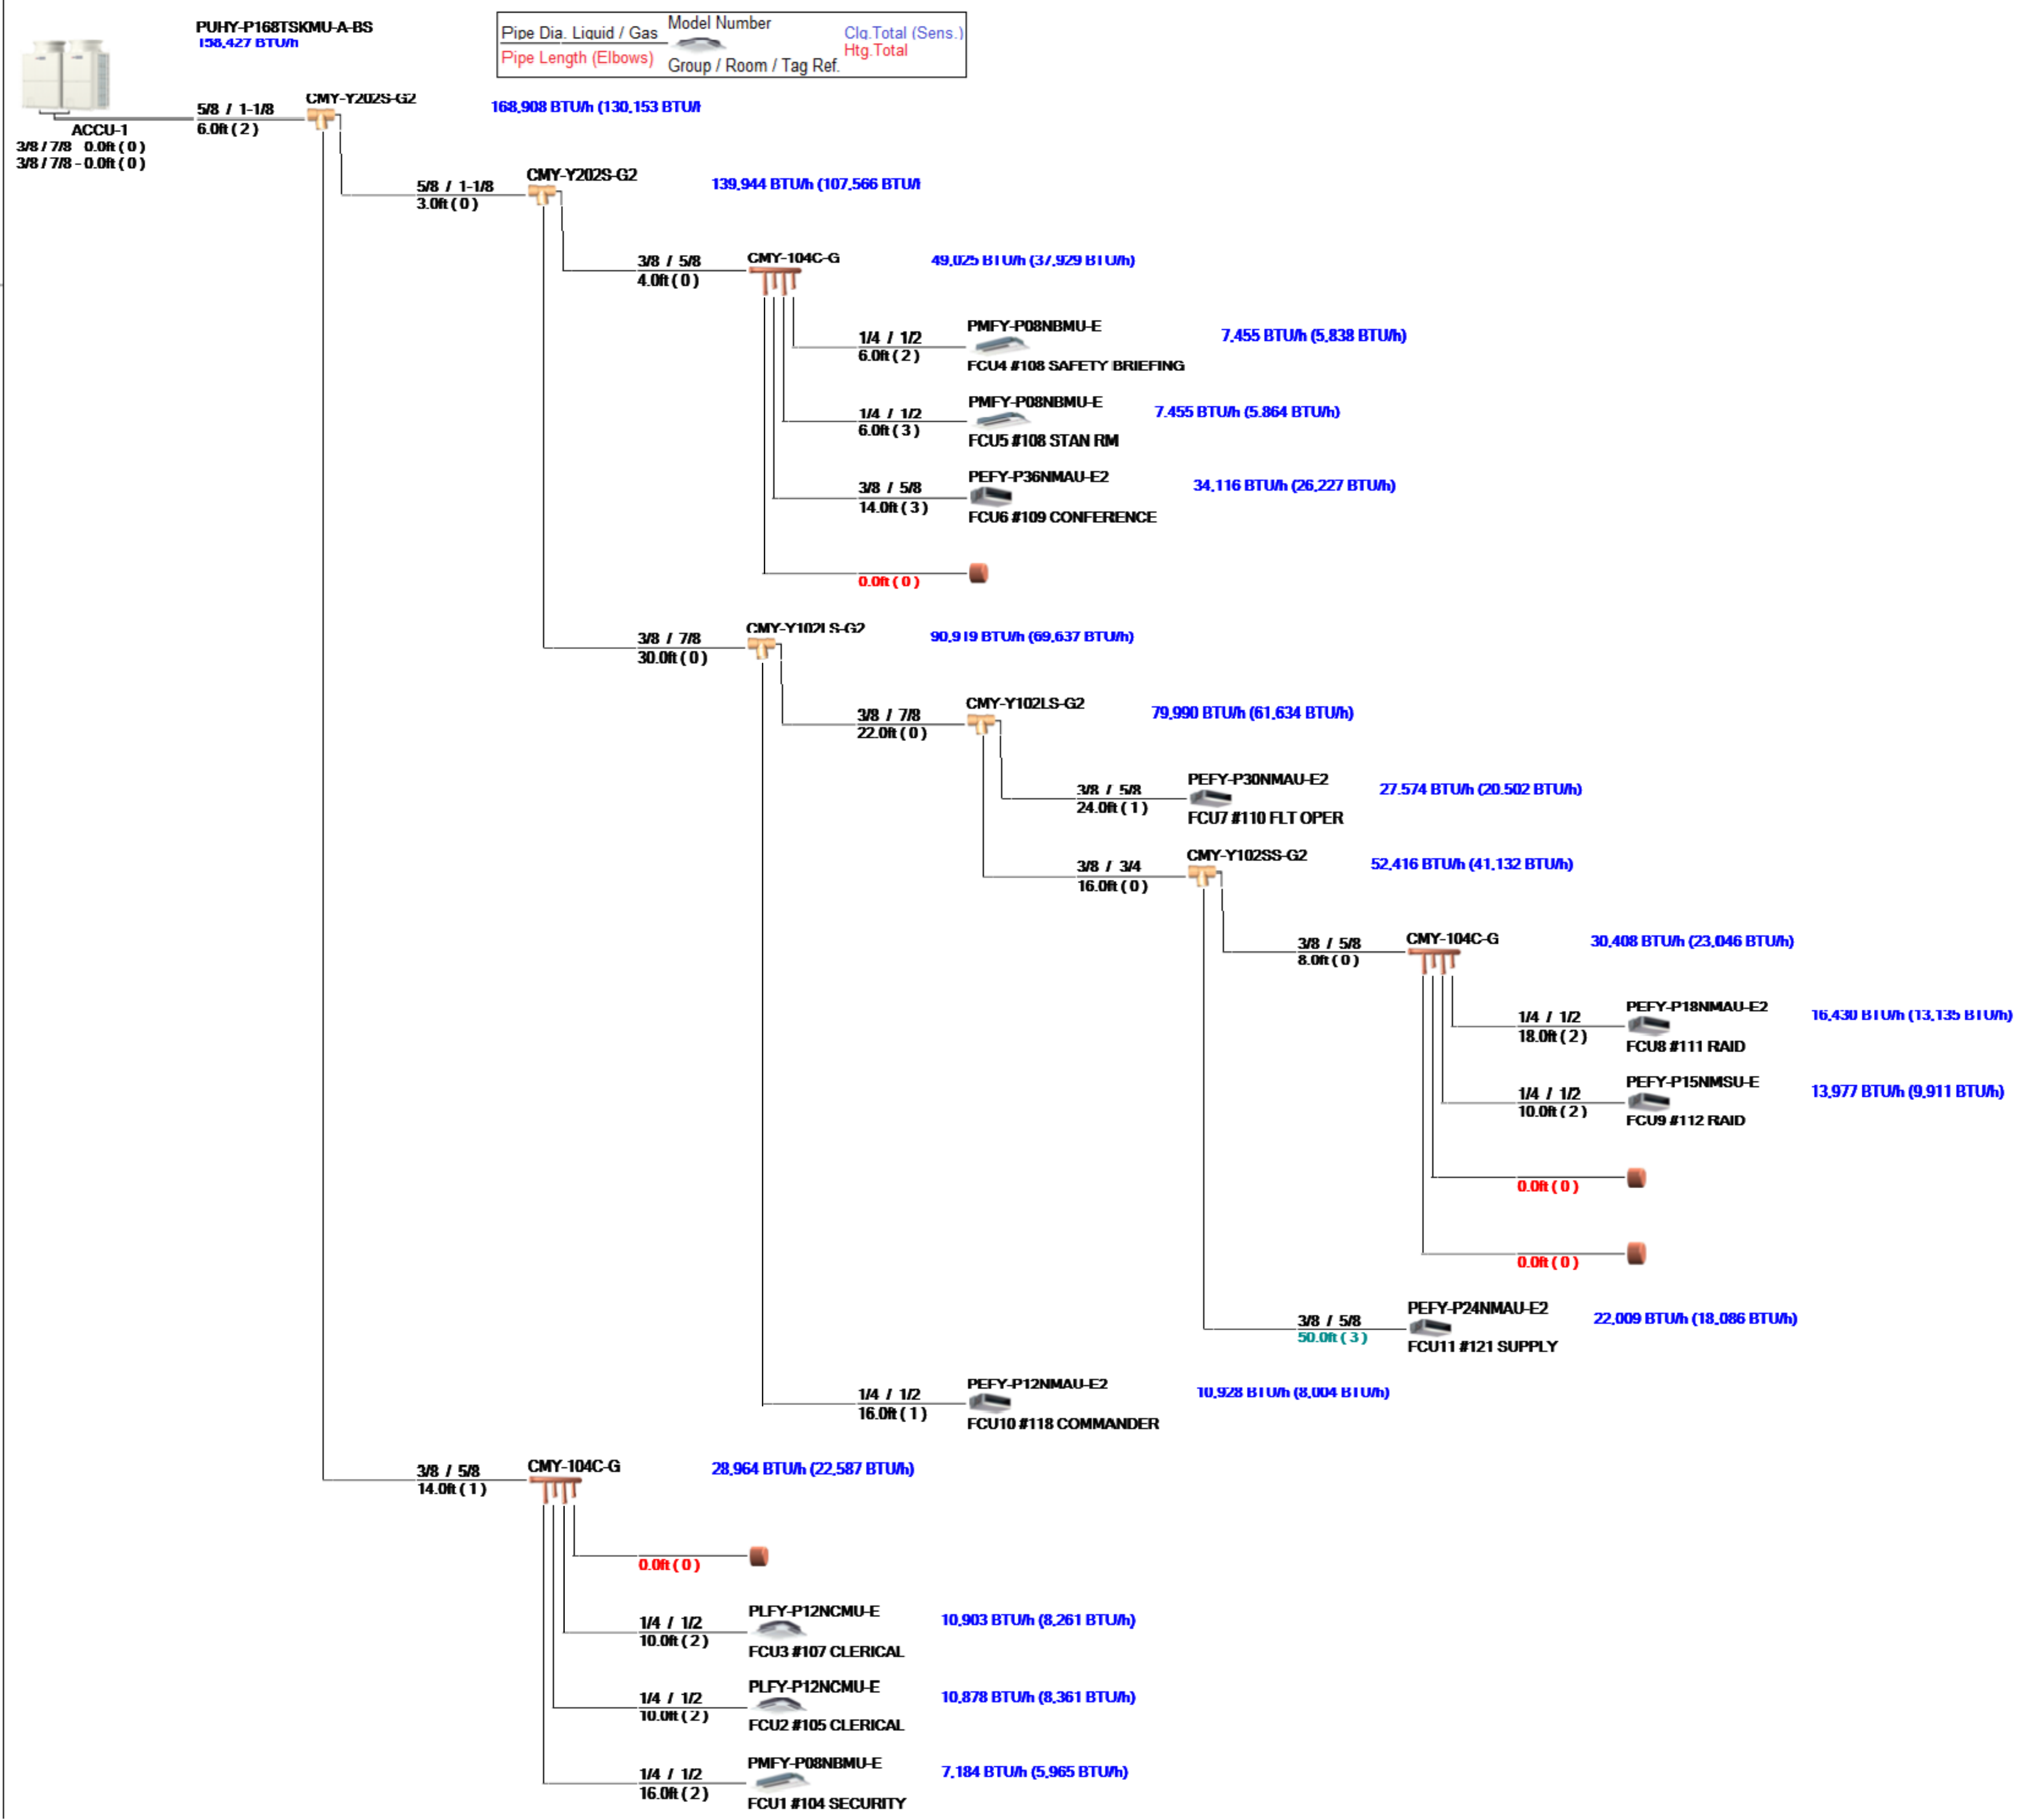 PUHY-P168TSKMU-A-BS
158,427 BTU/h
Pipe Dia. Liquid / Gas
Pipe Length (Elbows)
Model Number
Group / Room / Tag Ref.
Clg.Total (Sens.)
Htg.Total
ACCU-1
3/8 / 7/8 0.0ft ( 0 )
3/8 / 7/8 - 0.0ft ( 0 )
5/8 / 1-1/8
6.0ft ( 2 )
CMY-Y202S-G2
168,908 BTU/h (130,153 BTU/
5/8 / 1-1/8
3.0ft ( 0 )
CMY-Y202S-G2
139,944 BTU/h (107,566 BTU/
3/8 / 5/8
4.0ft ( 0 )
CMY-104C-G
49,025 BTU/h (37,929 BTU/h)
1/4 / 1/2
6.0ft ( 2 )
PMFY-P08NBMU-E
FCU4 #108 SAFETY BRIEFING
7,455 BTU/h (5,838 BTU/h)
1/4 / 1/2
6.0ft ( 3 )
PMFY-P08NBMU-E
FCU5 #108 STAN RM
7,455 BTU/h (5,864 BTU/h)
3/8 / 5/8
14.0ft ( 3 )
PEFY-P36NMAU-E2
FCU6 #109 CONFERENCE
34,116 BTU/h (26,227 BTU/h)
0.0ft ( 0 )
3/8 / 7/8
30.0ft ( 0 )
CMY-Y102LS-G2
90,919 BTU/h (69,637 BTU/h)
3/8 / 7/8
22.0ft ( 0 )
CMY-Y102LS-G2
79,990 BTU/h (61,634 BTU/h)
3/8 / 5/8
24.0ft ( 1 )
PEFY-P30NMAU-E2
FCU7 #110 FLT OPER
27,574 BTU/h (20,502 BTU/h)
3/8 / 3/4
16.0ft ( 0 )
CMY-Y102SS-G2
52,416 BTU/h (41,132 BTU/h)
3/8 / 5/8
8.0ft ( 0 )
CMY-104C-G
30,408 BTU/h (23,046 BTU/h)
1/4 / 1/2
18.0ft ( 2 )
PEFY-P18NMAU-E2
FCU8 #111 RAID
16,430 BTU/h (13,135 BTU/h)
1/4 / 1/2
10.0ft ( 2 )
PEFY-P15NMSU-E
FCU9 #112 RAID
13,977 BTU/h (9,911 BTU/h)
0.0ft ( 0 )
0.0ft ( 0 )
3/8 / 5/8
50.0ft ( 3 )
PEFY-P24NMAU-E2
FCU11 #121 SUPPLY
22,009 BTU/h (18,086 BTU/h)
1/4 / 1/2
16.0ft ( 1 )
PEFY-P12NMAU-E2
FCU10 #118 COMMANDER
10,928 BTU/h (8,004 BTU/h)
3/8 / 5/8
14.0ft ( 1 )
CMY-104C-G
28,964 BTU/h (22,587 BTU/h)
0.0ft ( 0 )
1/4 / 1/2
10.0ft ( 2 )
PLFY-P12NCMU-E
FCU3 #107 CLERICAL
10,903 BTU/h (8,261 BTU/h)
1/4 / 1/2
10.0ft ( 2 )
PLFY-P12NCMU-E
FCU2 #105 CLERICAL
10,878 BTU/h (8,361 BTU/h)
1/4 / 1/2
16.0ft ( 2 )
PMFY-P08NBMU-E
FCU1 #104 SECURITY
7,184 BTU/h (5,965 BTU/h)